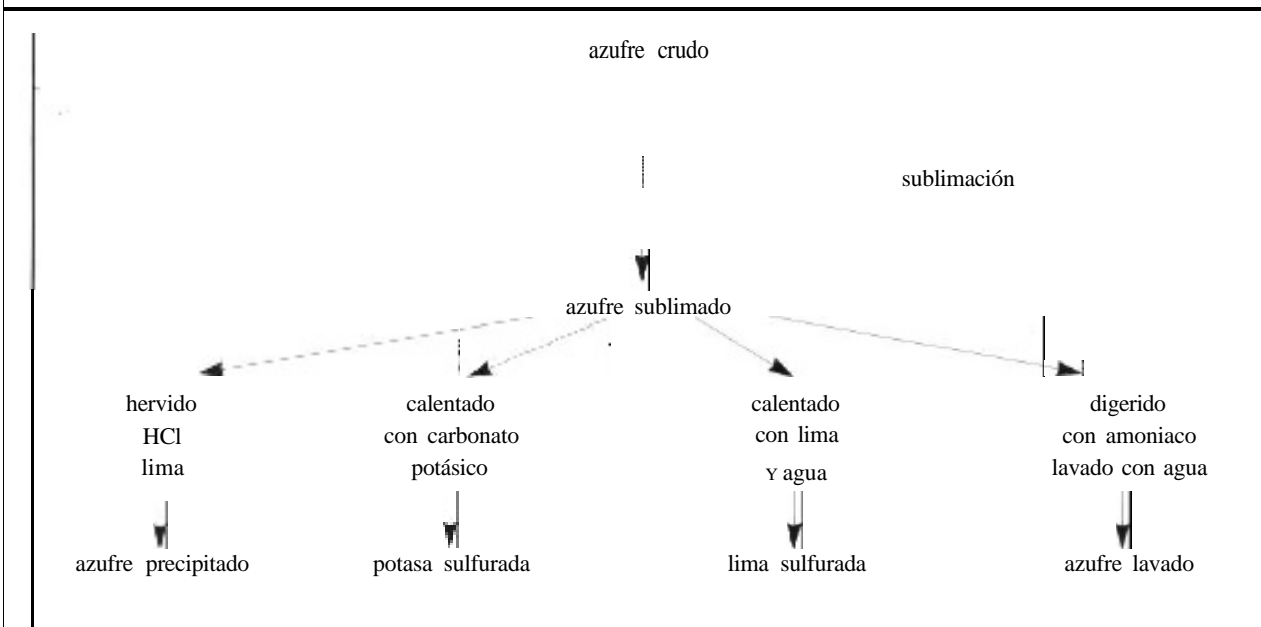 azufre crudo
sublimación
azufre sublimado
hervido
HCl
lima
calentado
con carbonato
potásico
calentado
con lima
Y agua
digerido
con amoniaco
lavado con agua
azufre precipitado
potasa sulfurada
lima sulfurada
azufre lavado